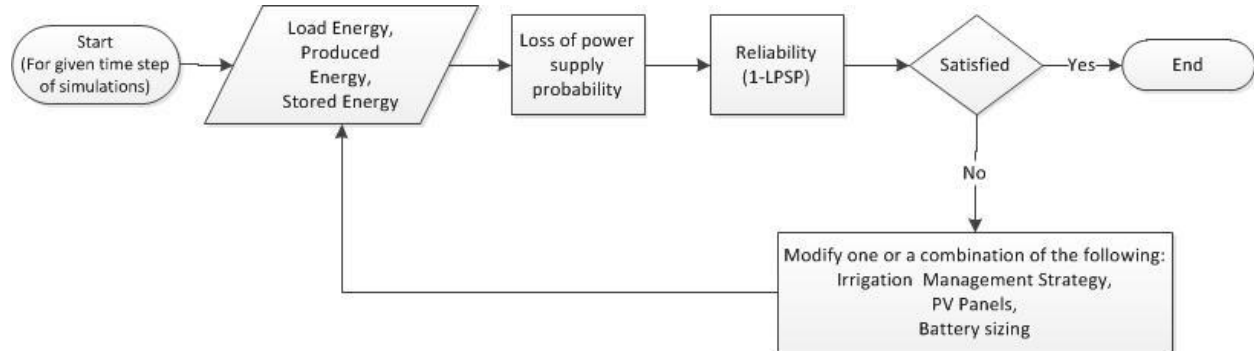 Start
(For given time step
of simulations)
Load Energy,
Produced
Energy,
Stored Energy
Loss of power
supply
probability
Reliability
(1-LPSP)
Satisfied
Yes
End
No
Modify one or a combination of the following:
Irrigation Management Strategy,
PV Panels,
Battery sizing